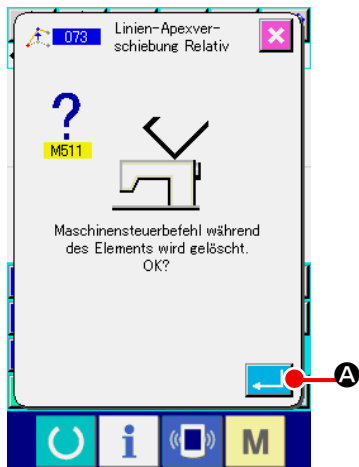 073
Linien-Apexver-
schiebung Relativ
?
M511
Maschinensteuerbefehl während
des Elements wird gelöscht.
OK?
A
i
M